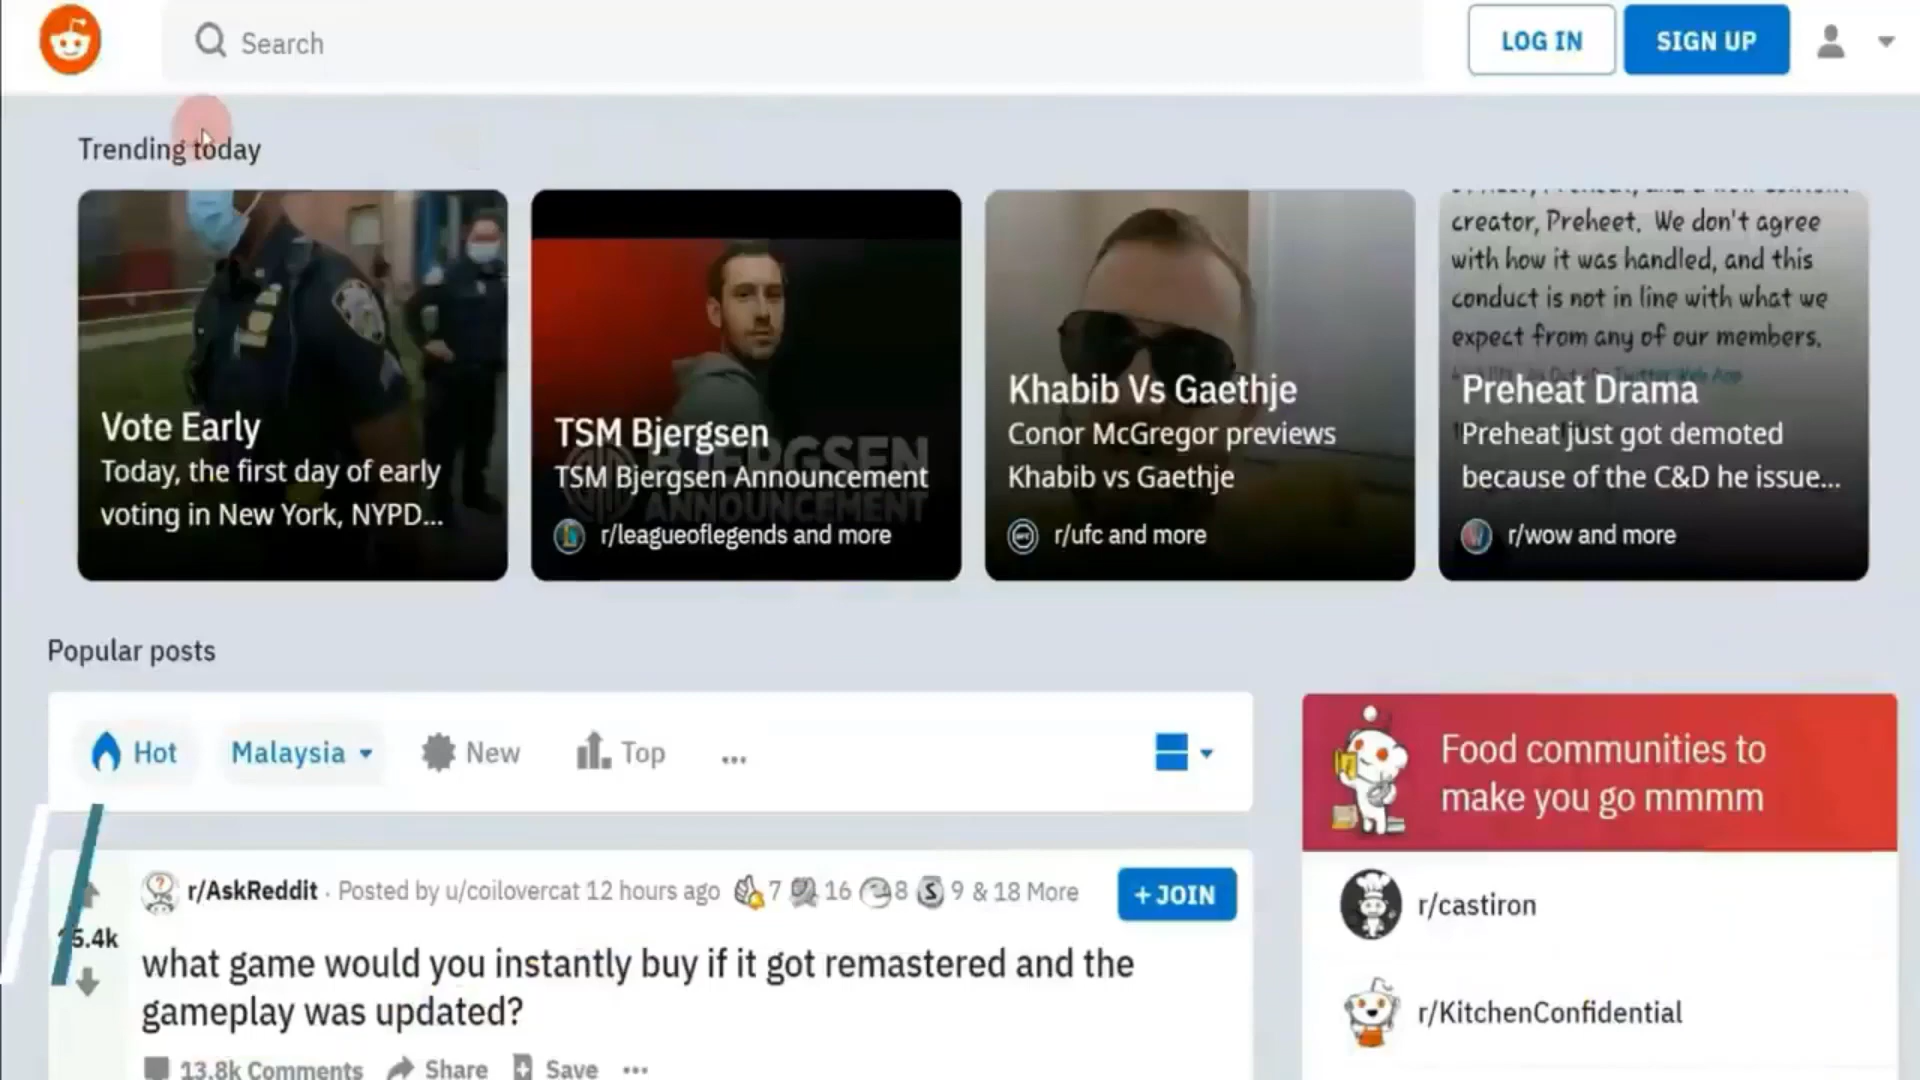 Search
LOG IN
SIGN UP
Trending today
Vote Early
Today, the first day of early
voting in New York, NYPD...
TSM Bjergsen
BJERGSEN
TSM Bjergsen Announcement
ANNOUNCEMENT
r/leagueoflegends and more
Khabib Vs Gaethje
Conor McGregor previews
Khabib vs Gaethje
r/ufc and more
creator, Preheet. We don't agree
with how it was handled, and this
conduct is not in line with what we
expect from any of our members.
Twitter Web App
Preheat Drama
Preheat just got demoted
because of the C&D he issue...
r/wow and more
Popular posts
Hot
Malaysia
New
Top
...
Food communities to
make you go mmmm
r/AskReddit · Posted by u/coilovercat 12 hours ago 7 16 8 9 & 18 More
+ JOIN
5.4k
what game would you instantly buy if it got remastered and the
gameplay was updated?
13.8k Comments
Share
Save
...
r/castiron
r/KitchenConfidential